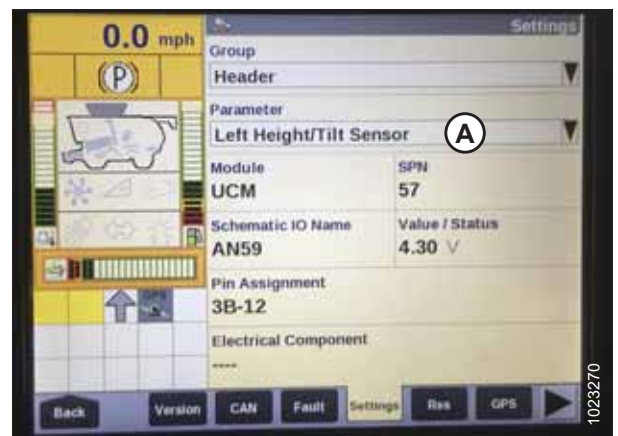 0.0 mph
(P)
Settings
Group
Header
Parameter
Left Height/Tilt Sensor
A
Module
SPN
UCM
57
Schematic IO Name
Value / Status
AN59
4.30 V
Pin Assignment
3B-12
Electrical Component
----
GPS
Back
Version
CAN
Fault
Settings
Res
GPS
1023270